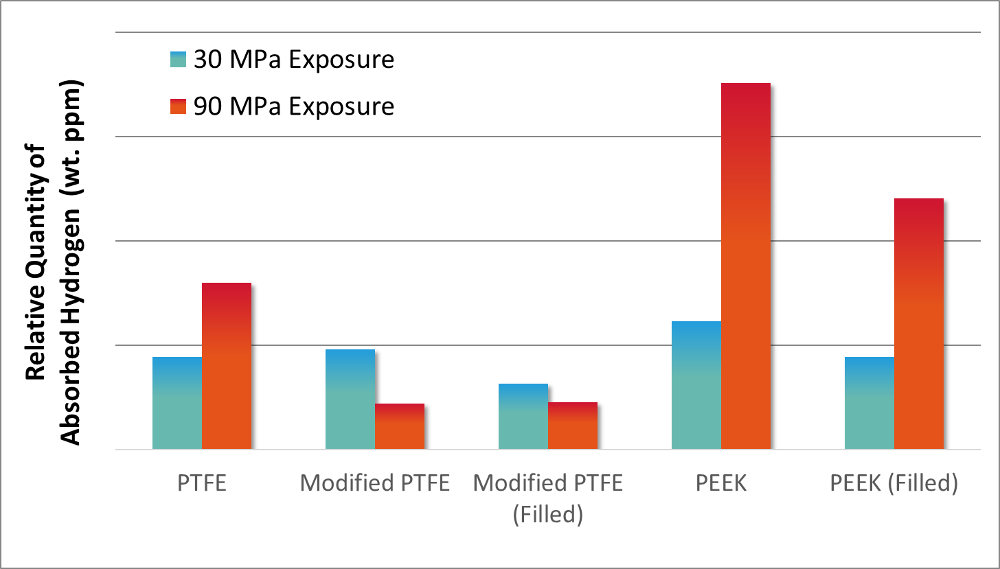 30 MPa Exposure
90 MPa Exposure
Relative Quantity of
Absorbed Hydrogen (wt. ppm)
PTFE
Modified PTFE
Modified PTFE
(Filled)
PEEK
PEEK (Filled)